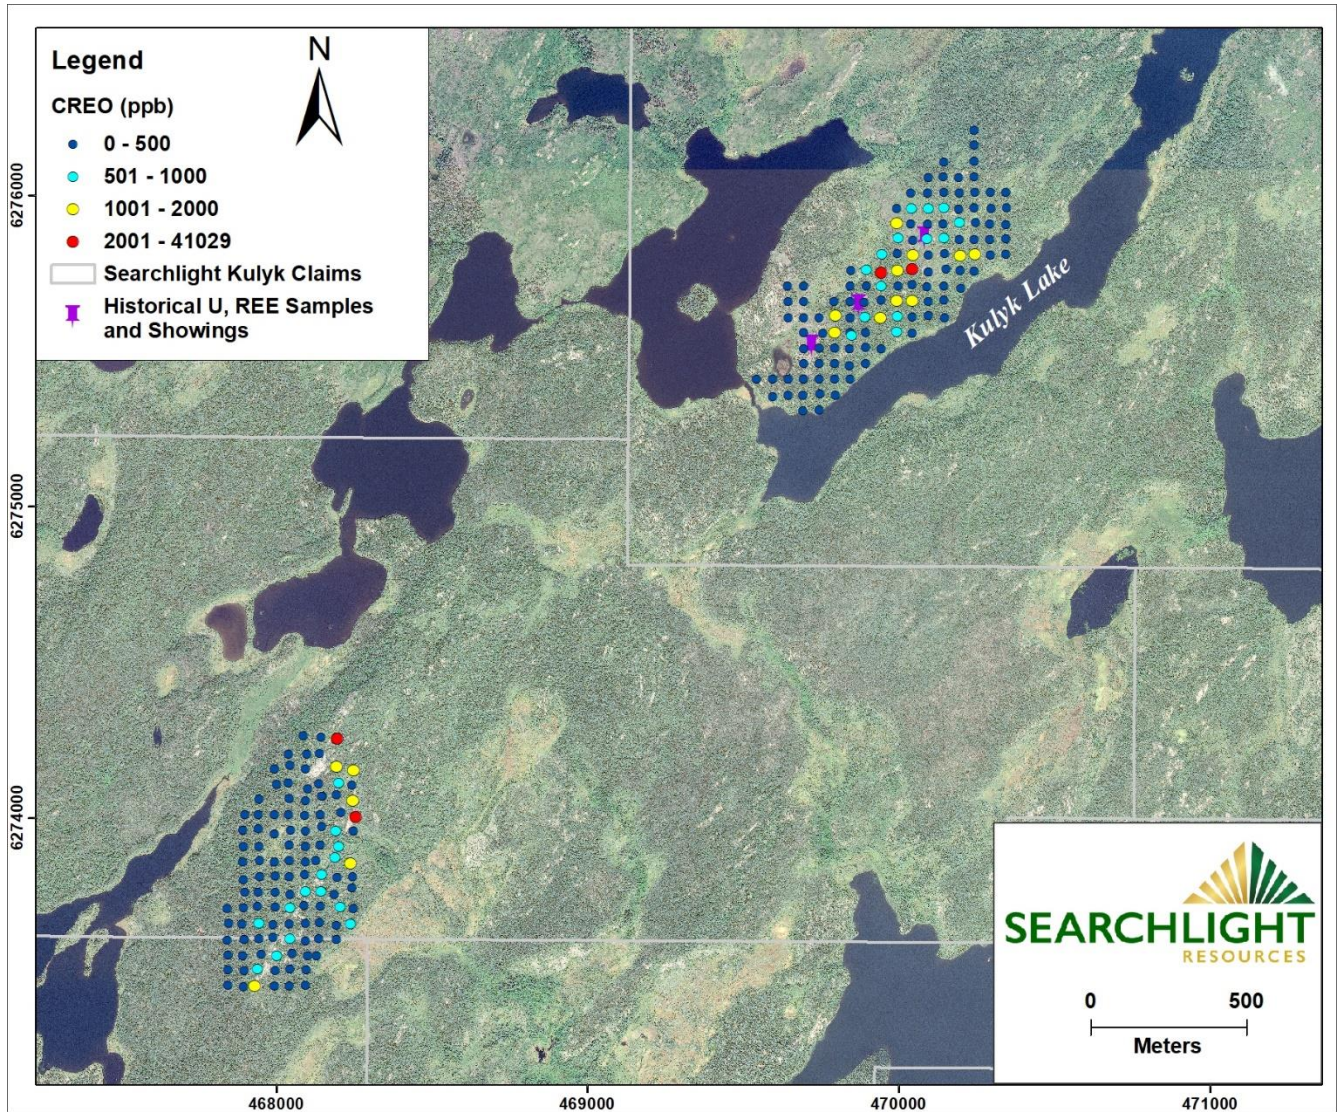 Legend
N
CREO (ppb)
0 - 500
501 - 1000
1001 - 2000
2001 - 41029
Searchlight Kulyk Claims
Historical U, REE Samples
and Showings
6276000
Kulyk Lake
6275000
6274000
SEARCHLIGHT
RESOURCES
0 500
Meters
468000 469000 470000 471000